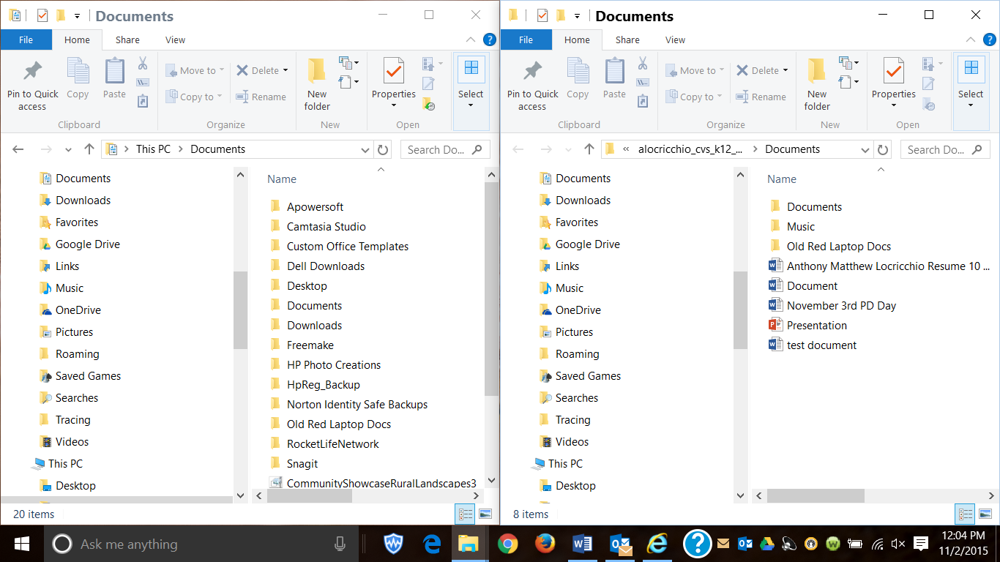 Documents
File Home Share View
Pin to Quick access
Copy
Paste
Move to
Copy to
Delete
Rename
New folder
Properties
Select
Clipboard Organize New Open
This PC > Documents
Search Do...
Documents
Downloads
Favorites
Google Drive
Links
Music
OneDrive
Pictures
Roaming
Saved Games
Searches
Tracing
Videos
This PC
Desktop
Name
Apowersoft
Camtasia Studio
Custom Office Templates
Dell Downloads
Desktop
Documents
Downloads
Freemake
HP Photo Creations
HpReg_Backup
Norton Identity Safe Backups
Old Red Laptop Docs
RocketLifeNetwork
Snagit
CommunityShowcaseRuralLandscapes3
20 items
Documents
File Home Share View
Pin to Quick access
Copy
Paste
Move to
Copy to
Delete
Rename
New folder
Properties
Select
Clipboard Organize New Open
« alocricchio_cvs_k12_... > Documents
Search Do...
Documents
Downloads
Favorites
Google Drive
Links
Music
OneDrive
Pictures
Roaming
Saved Games
Searches
Tracing
Videos
This PC
Desktop
Name
Documents
Music
Old Red Laptop Docs
Anthony Matthew Locricchio Resume 10 ...
Document
November 3rd PD Day
Presentation
test document
8 items
Ask me anything
12:04 PM
11/2/2015